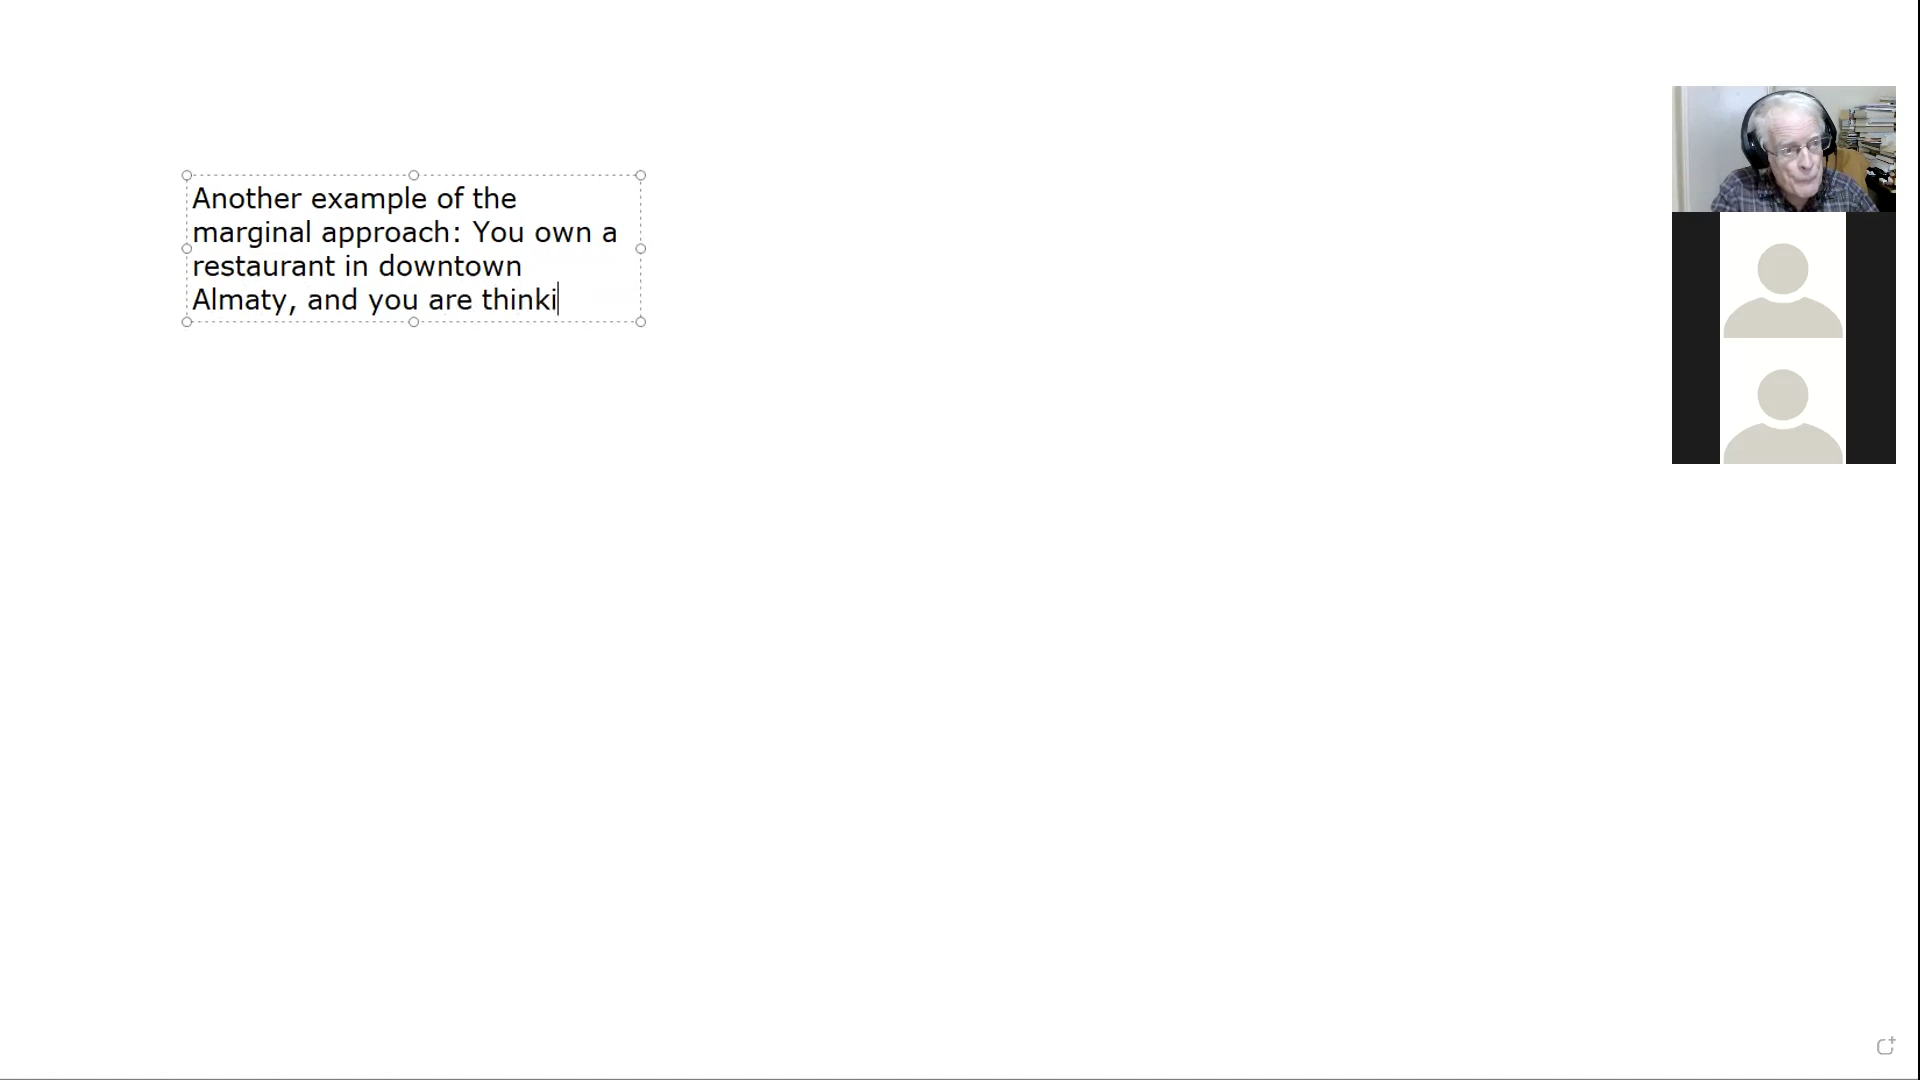 Another example of the
marginal approach: You own a
restaurant in downtown
Almaty, and you are thinki